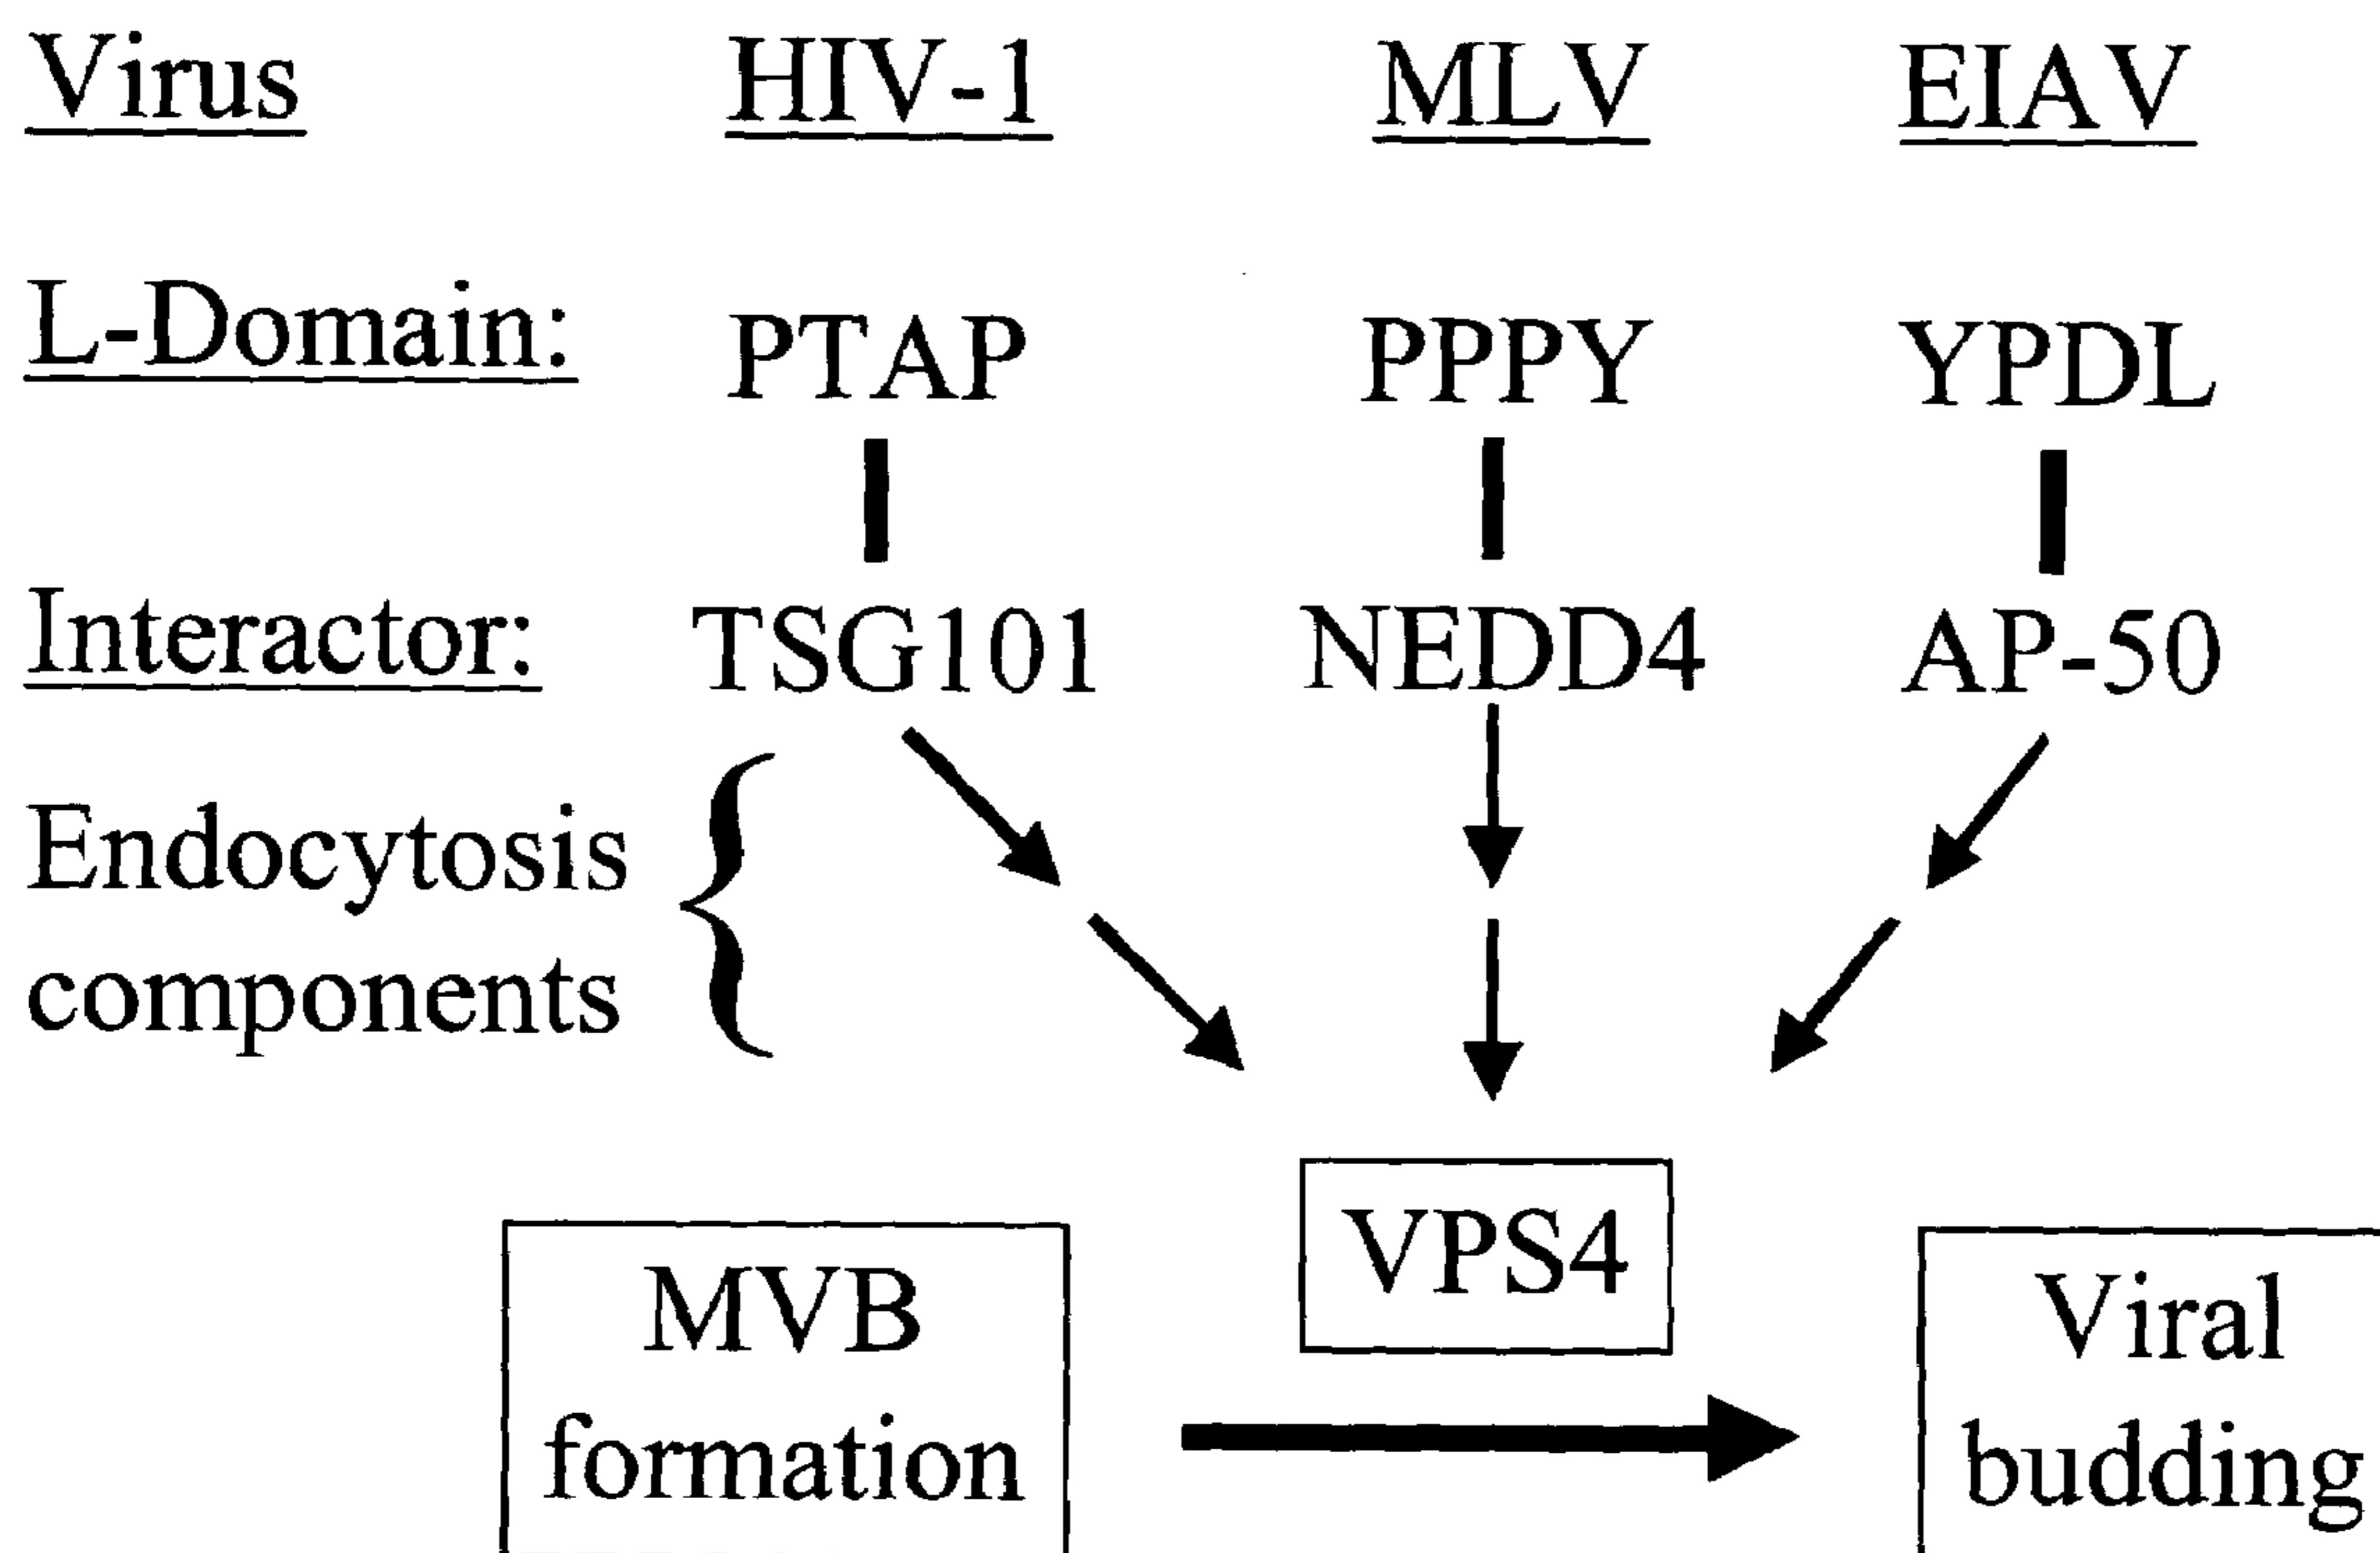 Virus HIV-1 MLV EIAV
L-Domain: PTAP PPPY YPDL
Interactor: TSG101 NEDD4 AP-50
Endocytosis
components
VPS4
MVB
formation
Viral
budding